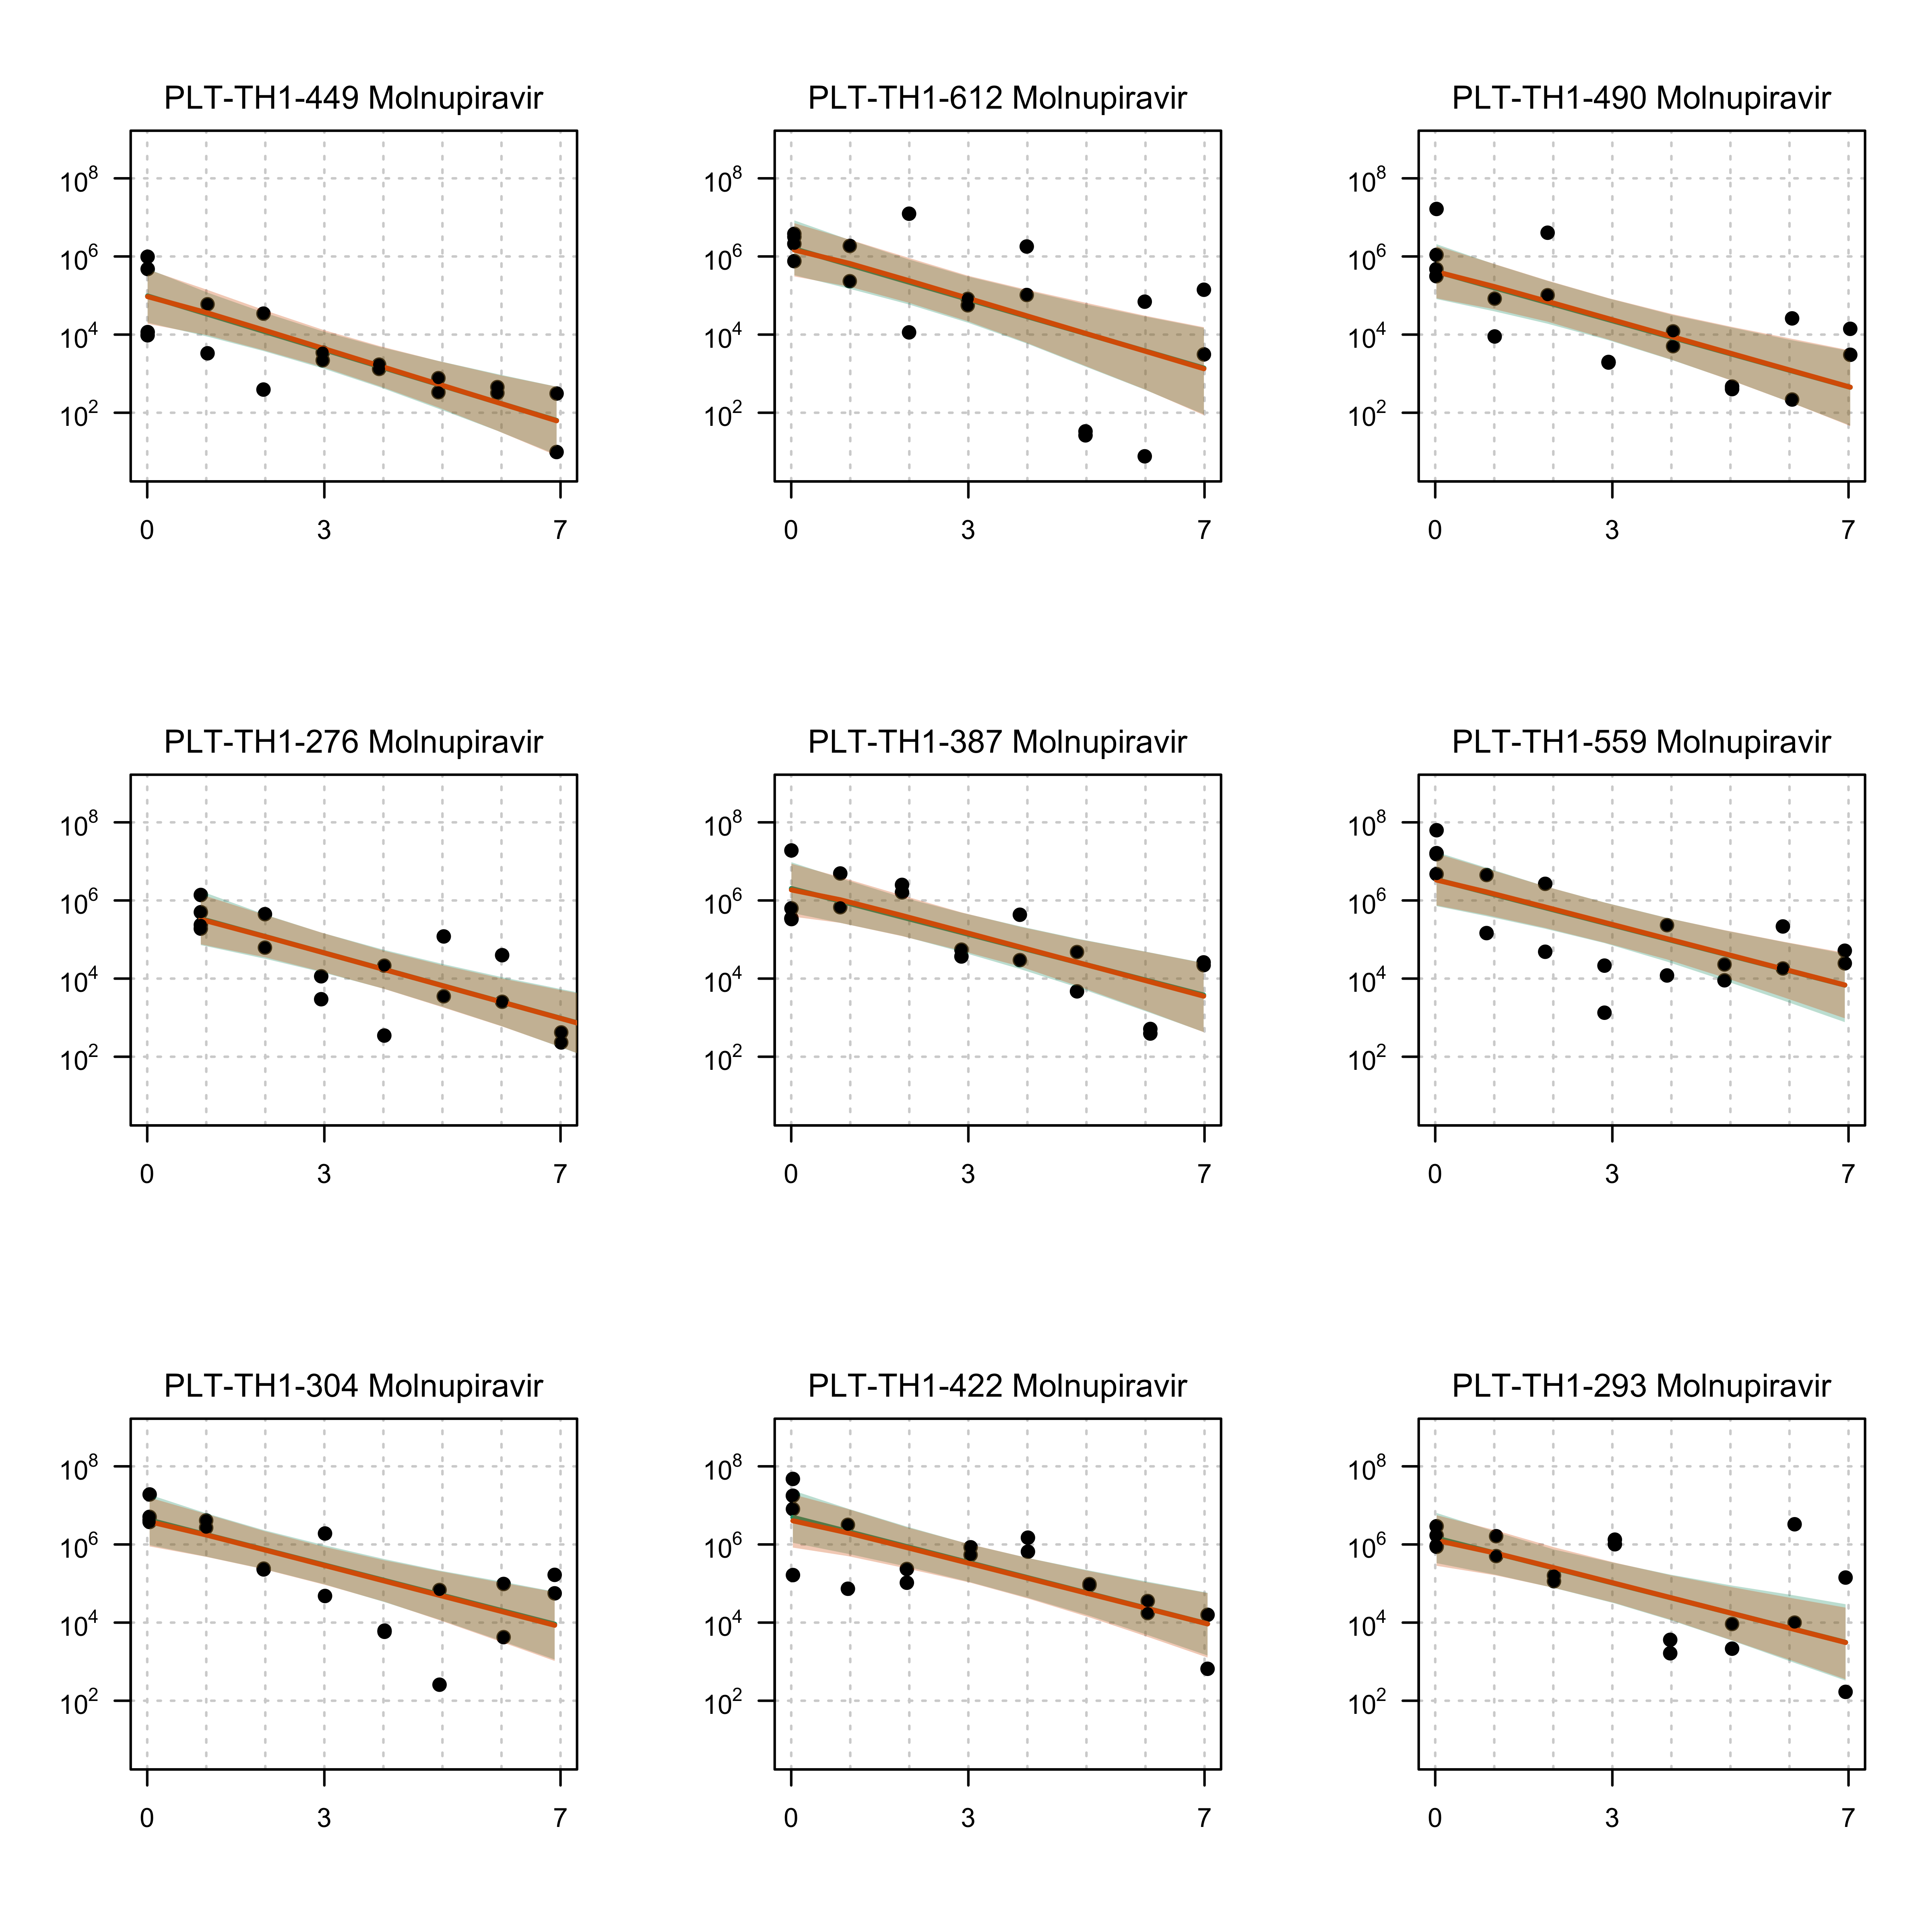 PLT-TH1-449 Molnupiravir
10^8
10^6
10^4
10^2
0 3 7
PLT-TH1-612 Molnupiravir
10^8
10^6
10^4
10^2
0 3 7
PLT-TH1-490 Molnupiravir
10^8
10^6
10^4
10^2
0 3 7
PLT-TH1-276 Molnupiravir
10^8
10^6
10^4
10^2
0 3 7
PLT-TH1-387 Molnupiravir
10^8
10^6
10^4
10^2
0 3 7
PLT-TH1-559 Molnupiravir
10^8
10^6
10^4
10^2
0 3 7
PLT-TH1-304 Molnupiravir
10^8
10^6
10^4
10^2
0 3 7
PLT-TH1-422 Molnupiravir
10^8
10^6
10^4
10^2
0 3 7
PLT-TH1-293 Molnupiravir
10^8
10^6
10^4
10^2
0 3 7